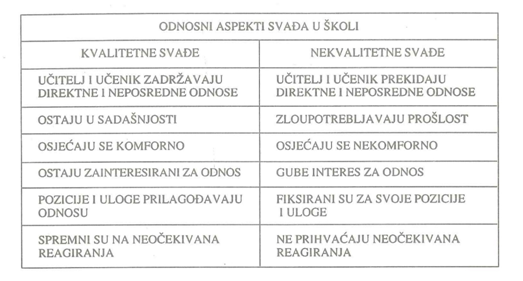 ODNOSNI ASPEKTI SVAĐA U ŠKOLI
KVALITETNE SVAĐE
NEKVALITETNE SVAĐE
UČITELJ I UČENIK ZADRŽAVAJU
DIREKTNE I NEPOSREDNE ODNOSE
UČITELJ I UČENIK PREKIDAJU
DIREKTNE I NEPOSREDNE ODNOSE
OSTAJU U SADAŠNJOSTI
ZLOUPOTREBLJAVAJU PROŠLOST
OSJEĆAJU SE KOMFORNO
OSJEĆAJU SE NEKOMFORNO
OSTAJU ZAINTERESIRANI ZA ODNOS
GUBE INTERES ZA ODNOS
POZICIJE I ULOGE PRILAGOĐAVAJU
ODNOSU
FIKSIRANI SU ZA SVOJE POZICIJE
I ULOGE
SPREMNI SU NA NEOČEKIVANA
REAGIRANJA
NE PRIHVAĆAJU NEOČEKIVANA
REAGIRANJA